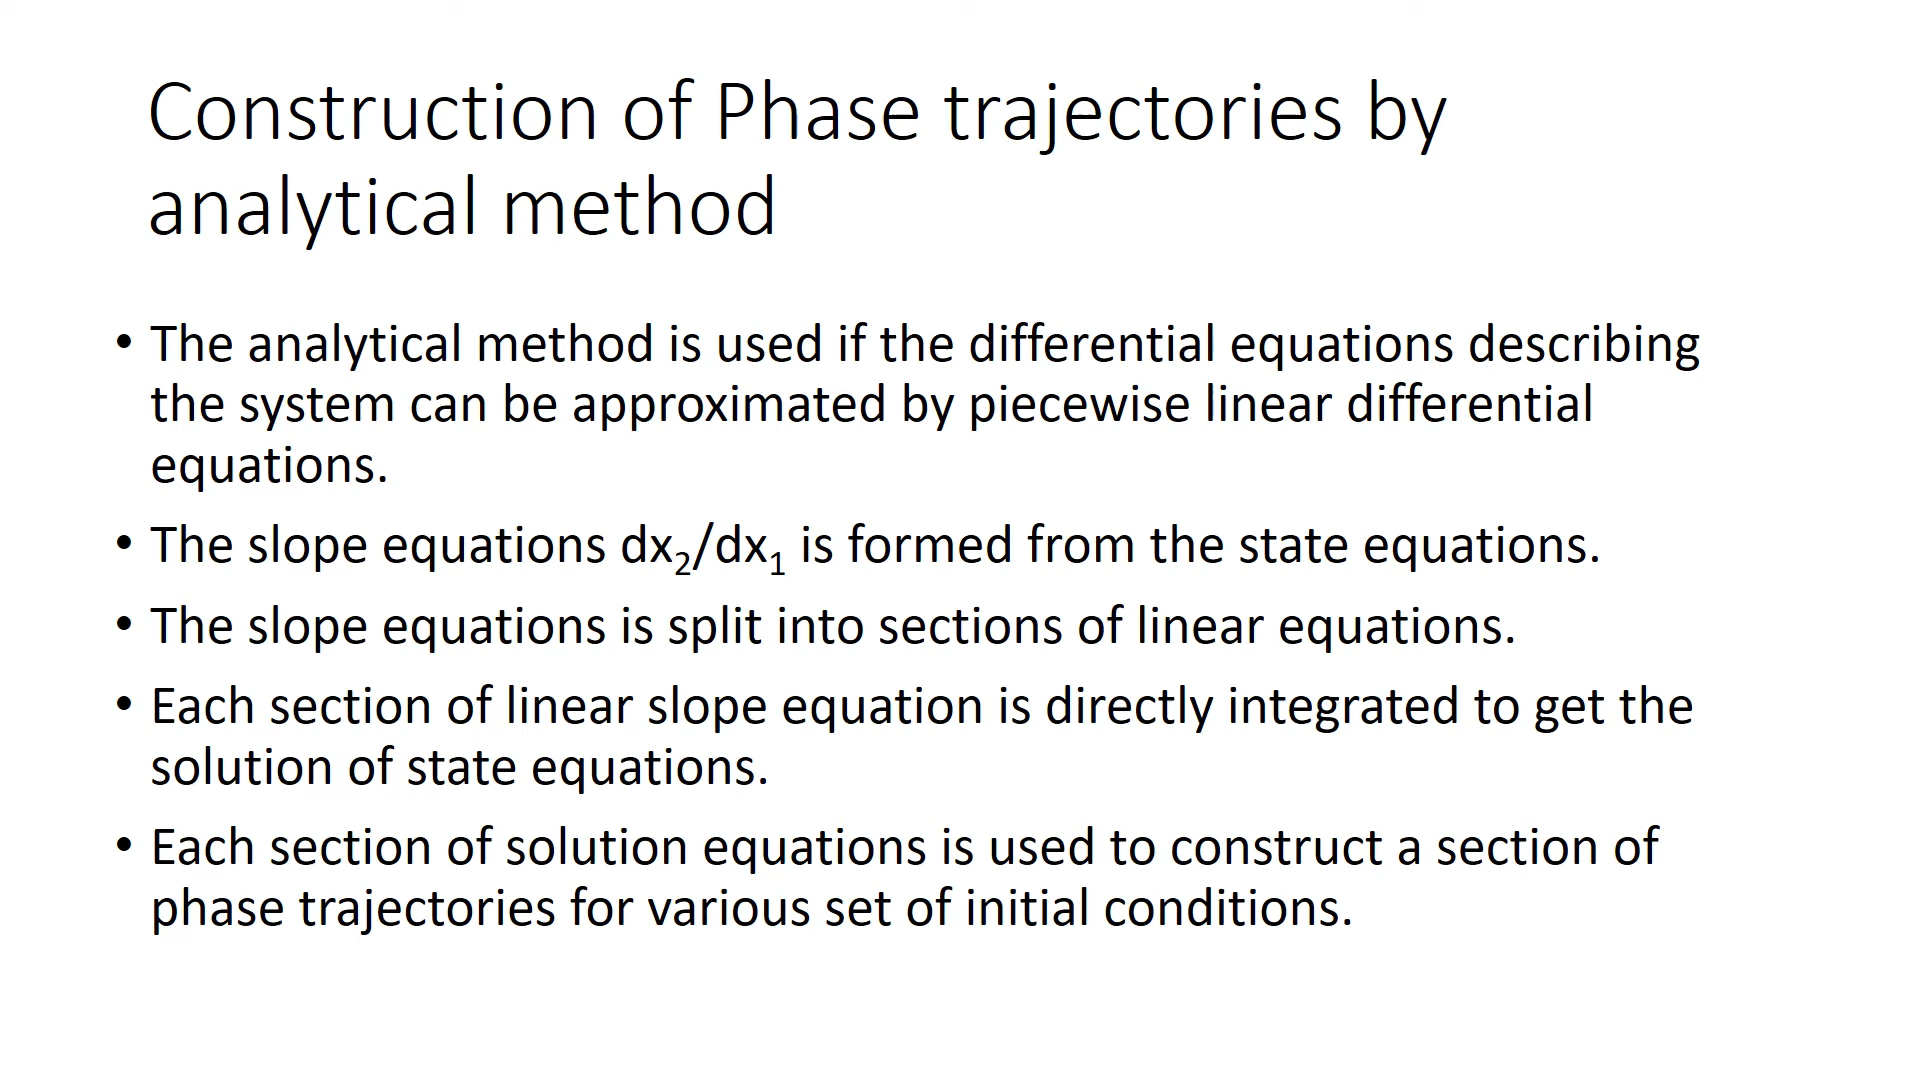 Construction of Phase trajectories by
analytical method
• The analytical method is used if the differential equations describing
the system can be approximated by piecewise linear differential
equations.
• The slope equations dx₂/dx₁ is formed from the state equations.
• The slope equations is split into sections of linear equations.
• Each section of linear slope equation is directly integrated to get the
solution of state equations.
• Each section of solution equations is used to construct a section of
phase trajectories for various set of initial conditions.